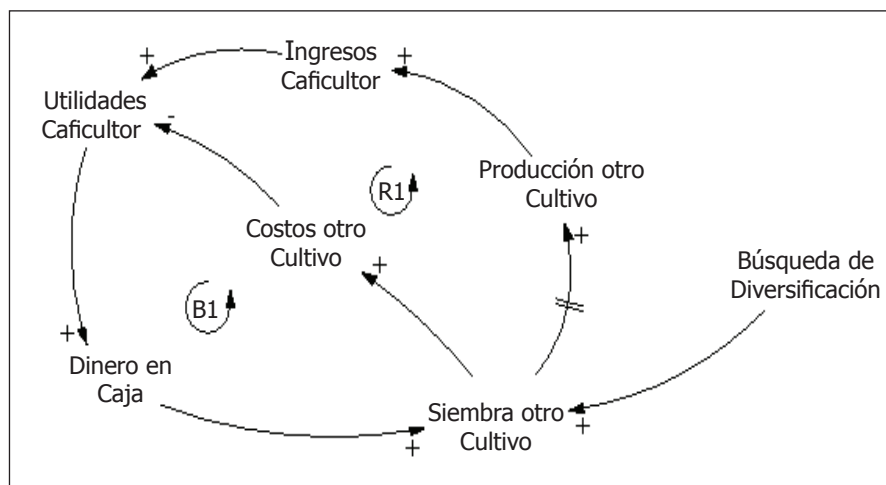 +
Ingresos
Caficultor
+
Utilidades
Caficultor
-
Producción otro
Cultivo
R1
Costos otro
Cultivo
+
+
Búsqueda de
Diversificación
B1
+
Dinero en
Caja
Siembra otro
Cultivo
+
+